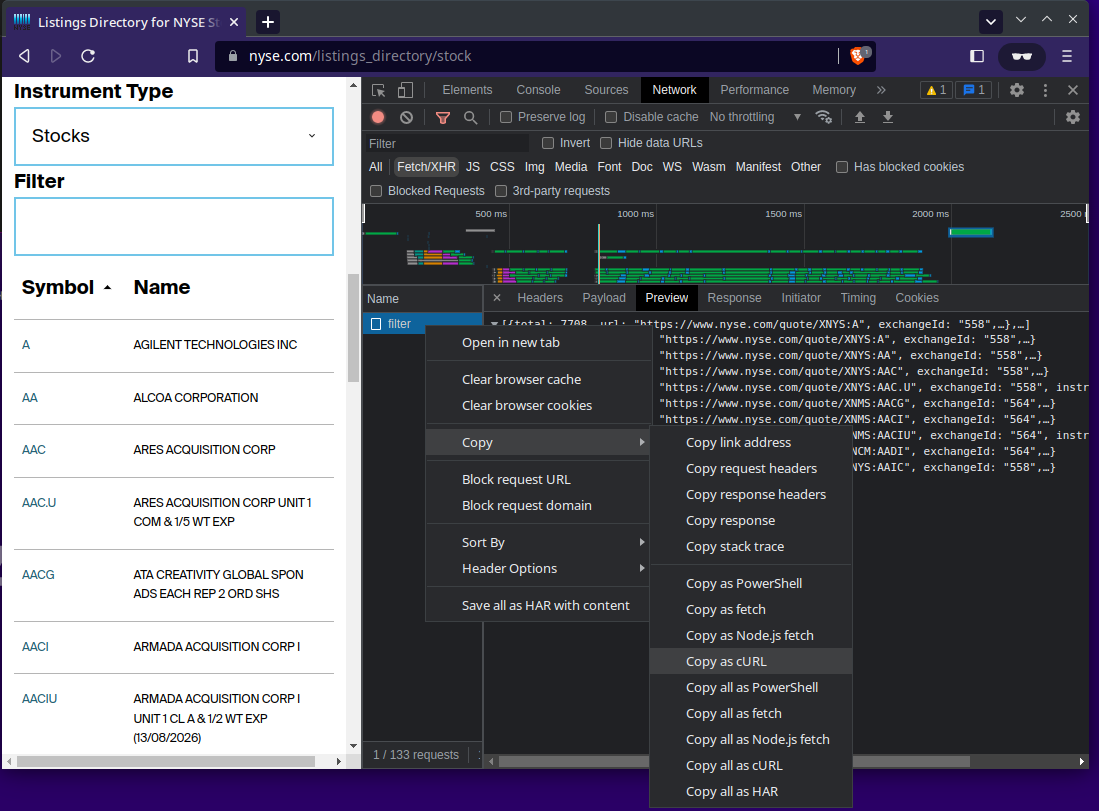 Listings Directory for NYSE St
nyse.com/listings_directory/stock
1
Instrument Type
Stocks
Filter
Symbol Name
A AGILENT TECHNOLOGIES INC
AA ALCOA CORPORATION
AAC ARES ACQUISITION CORP
AAC.U ARES ACQUISITION CORP UNIT 1
COM & 1/5 WT EXP
AACG ATA CREATIVITY GLOBAL SPON
ADS EACH REP 2 ORD SHS
AACI ARMADA ACQUISITION CORP I
AACIU ARMADA ACQUISITION CORP I
UNIT 1 CL A & 1/2 WT EXP
(13/08/2026)
Elements Console Sources Network Performance Memory » 1 1
Preserve log Disable cache No throttling
Filter Invert Hide data URLs
All Fetch/XHR JS CSS Img Media Font Doc WS Wasm Manifest Other Has blocked cookies
Blocked Requests 3rd-party requests
500 ms 1000 ms 1500 ms 2000 ms 2500
Name
Headers Payload Preview Response Initiator Timing Cookies
filter
[{total: 7708, url: "https://www.nyse.com/quote/XNYS:A", exchangeId: "558",…},…]
"https://www.nyse.com/quote/XNYS:A", exchangeId: "558",…}
"https://www.nyse.com/quote/XNYS:AA", exchangeId: "558",…}
"https://www.nyse.com/quote/XNYS:AAC", exchangeId: "558",…}
"https://www.nyse.com/quote/XNYS:AAC.U", exchangeId: "558", instr
"https://www.nyse.com/quote/XNMS:AACG", exchangeId: "564",…}
"https://www.nyse.com/quote/XNMS:AACI", exchangeId: "564",…}
NMS:AACIU", exchangeId: "564", instr
NCM:AADI", exchangeId: "564",…}
NYS:AAIC", exchangeId: "558",…}
Open in new tab
Clear browser cache
Clear browser cookies
Copy
Block request URL
Block request domain
Sort By
Header Options
Save all as HAR with content
Copy link address
Copy request headers
Copy response headers
Copy response
Copy stack trace
Copy as PowerShell
Copy as fetch
Copy as Node.js fetch
Copy as cURL
Copy all as PowerShell
Copy all as fetch
Copy all as Node.js fetch
Copy all as cURL
Copy all as HAR
1 / 133 requests